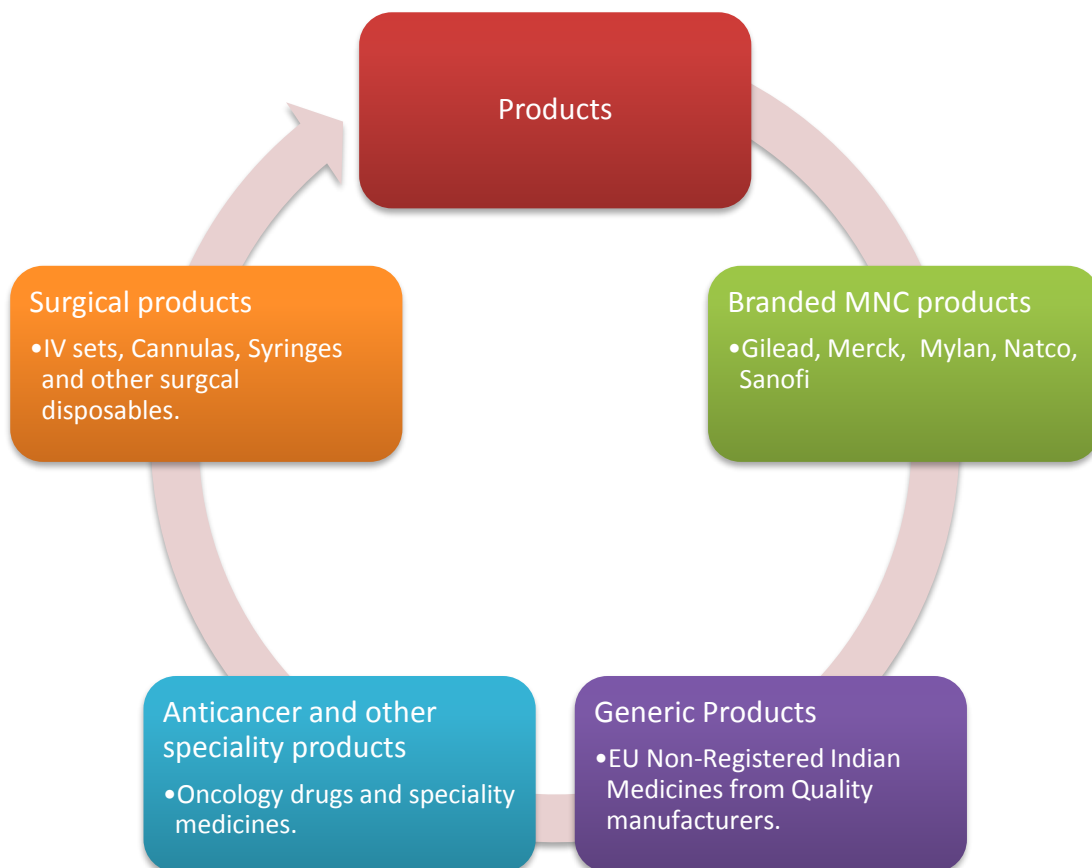 Products
Branded MNC products
•Gilead, Merck,  Mylan, Natco,
Sanofi
Generic Products
•EU Non-Registered Indian
Medicines from Quality
manufacturers.
Anticancer and other
speciality products
•Oncology drugs and speciality
medicines.
Surgical products
•IV sets, Cannulas, Syringes
and other surgcal
disposables.